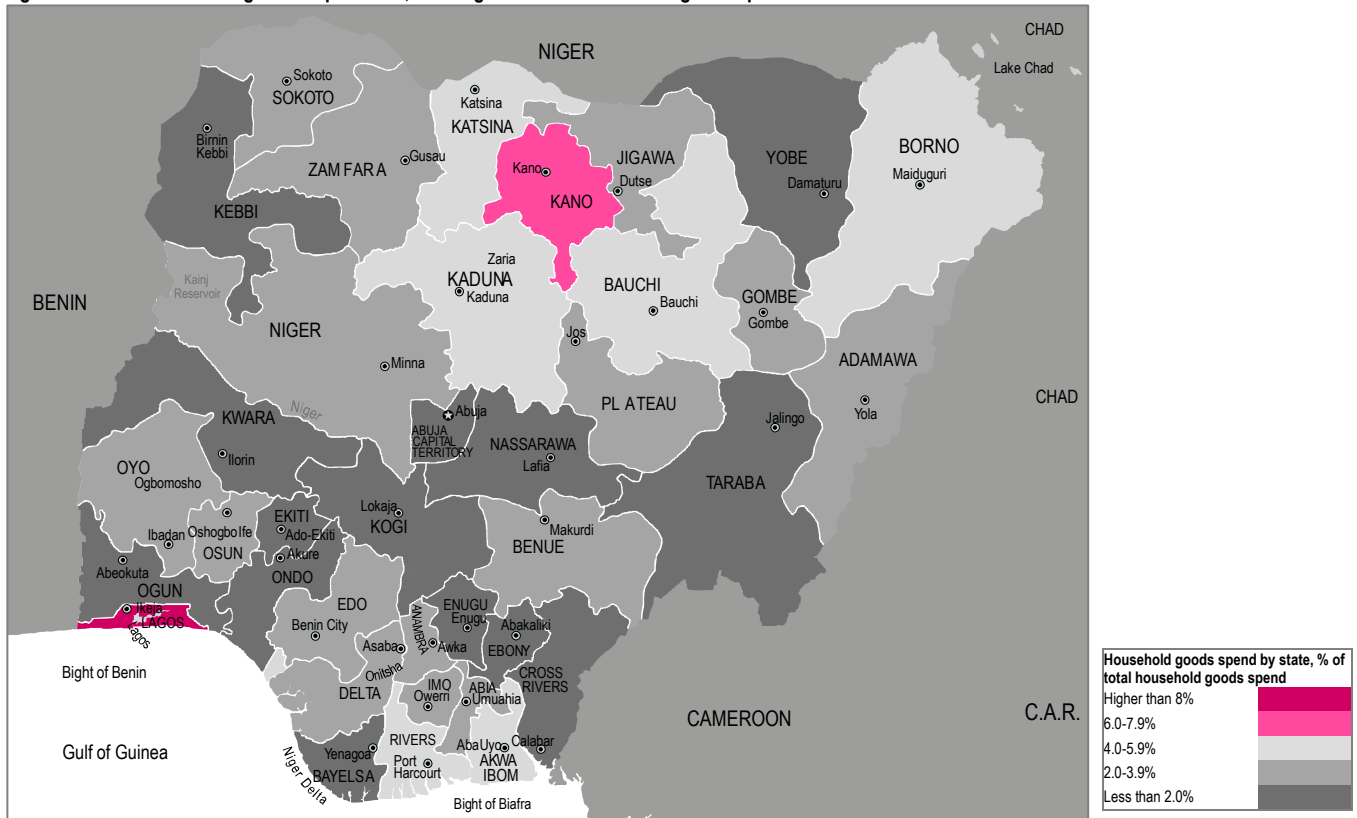 NIGER
CHAD
Lake Chad
Sokoto
SOKOTO
Katsina
KATSINA
Birnin
Kebbi
ZAM FAR A
Gusau
Kano
KANO
JIGAWA
Dutse
YOBE
Damaturu
BORNO
Maiduguri
KEBBI
Kainj
Reservoir
Zaria
KADUNA
Kaduna
BAUCHI
Bauchi
GOMBE
Gombe
BENIN
NIGER
Minna
Jos
ADAMAWA
Yola
CHAD
Niger
KWARA
Ilorin
Abuja
ABUJA
CAPITAL
TERRITORY
PL ATEAU
NASSARAWA
Lafia
Jalingo
TARABA
OYO
Ogbomosho
Ibadan
Oshogbo
Ife
OSUN
EKITI
Ado-Ekiti
Akure
ONDO
Lokaja
KOGI
Makurdi
BENUE
Abeokuta
OGUN
Ikeja
LAGOS
Lagos
EDO
Benin City
Asaba
Onitsha
ANAMBRA
Awka
ENUGU
Enugu
Abakaliki
EBONY
CROSS
RIVERS
DELTA
IMO
Owerri
ABIA
Umuahia
Bight of Benin
Gulf of Guinea
Niger Delta
Yenagoa
BAYELSA
RIVERS
Port
Harcourt
Aba
Uyo
AKWA
IBOM
Calabar
Bight of Biafra
CAMEROON
C.A.R.
Household goods spend by state, % of
total household goods spend
Higher than 8%
6.0-7.9%
4.0-5.9%
2.0-3.9%
Less than 2.0%